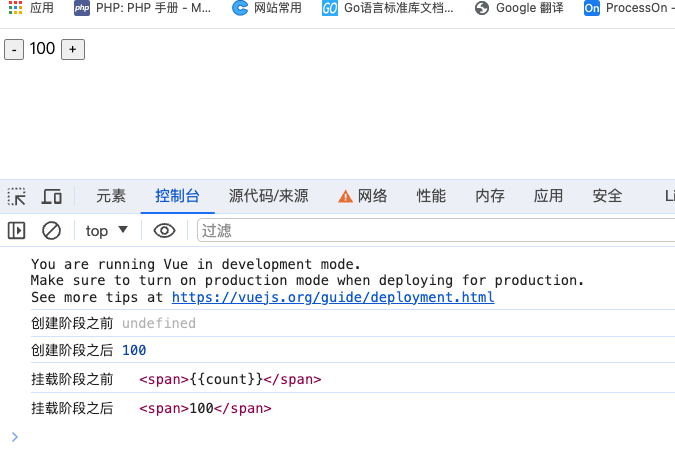 应用 PHP: PHP 手册 - M... 网站常用 Go语言标准库文档... Google 翻译 ProcessOn -
- 100 +
元素 控制台 源代码/来源 网络 性能 内存 应用 安全 Li
top 过滤
You are running Vue in development mode.
Make sure to turn on production mode when deploying for production.
See more tips at https://vuejs.org/guide/deployment.html
创建阶段之前 undefined
创建阶段之后 100
挂载阶段之前 <span>{{count}}</span>
挂载阶段之后 <span>100</span>